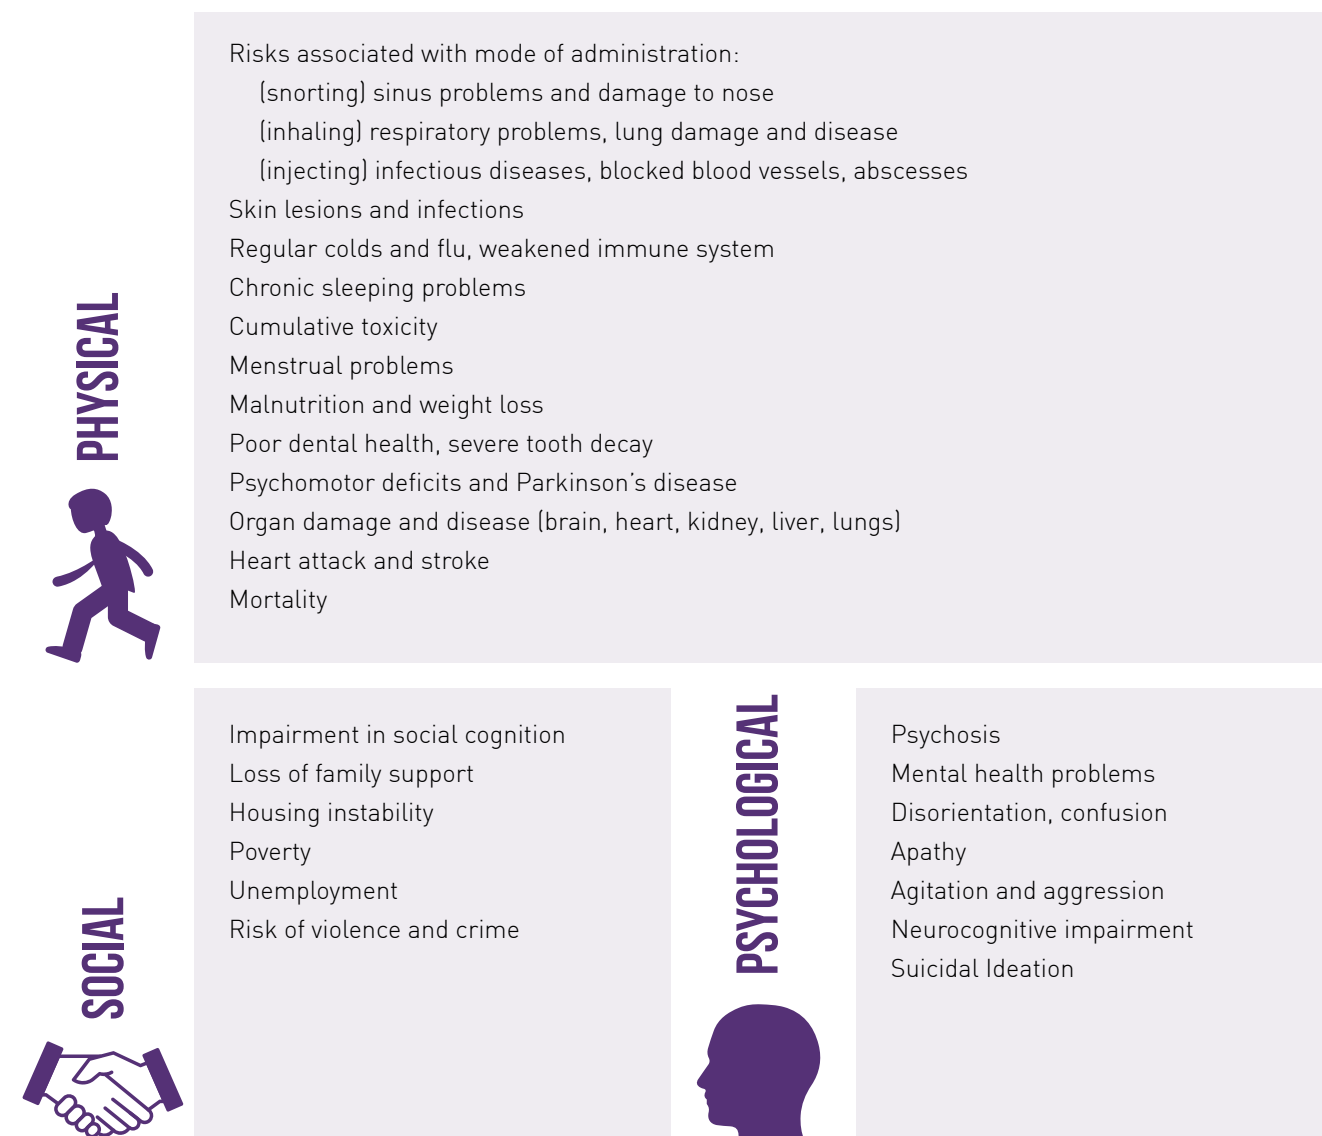 PHYSICAL
Risks associated with mode of administration:
(snorting) sinus problems and damage to nose
(inhaling) respiratory problems, lung damage and disease
(injecting) infectious diseases, blocked blood vessels, abscesses
Skin lesions and infections
Regular colds and flu, weakened immune system
Chronic sleeping problems
Cumulative toxicity
Menstrual problems
Malnutrition and weight loss
Poor dental health, severe tooth decay
Psychomotor deficits and Parkinson's disease
Organ damage and disease (brain, heart, kidney, liver, lungs)
Heart attack and stroke
Mortality
SOCIAL
Impairment in social cognition
Loss of family support
Housing instability
Poverty
Unemployment
Risk of violence and crime
PSYCHOLOGICAL
Psychosis
Mental health problems
Disorientation, confusion
Apathy
Agitation and aggression
Neurocognitive impairment
Suicidal Ideation